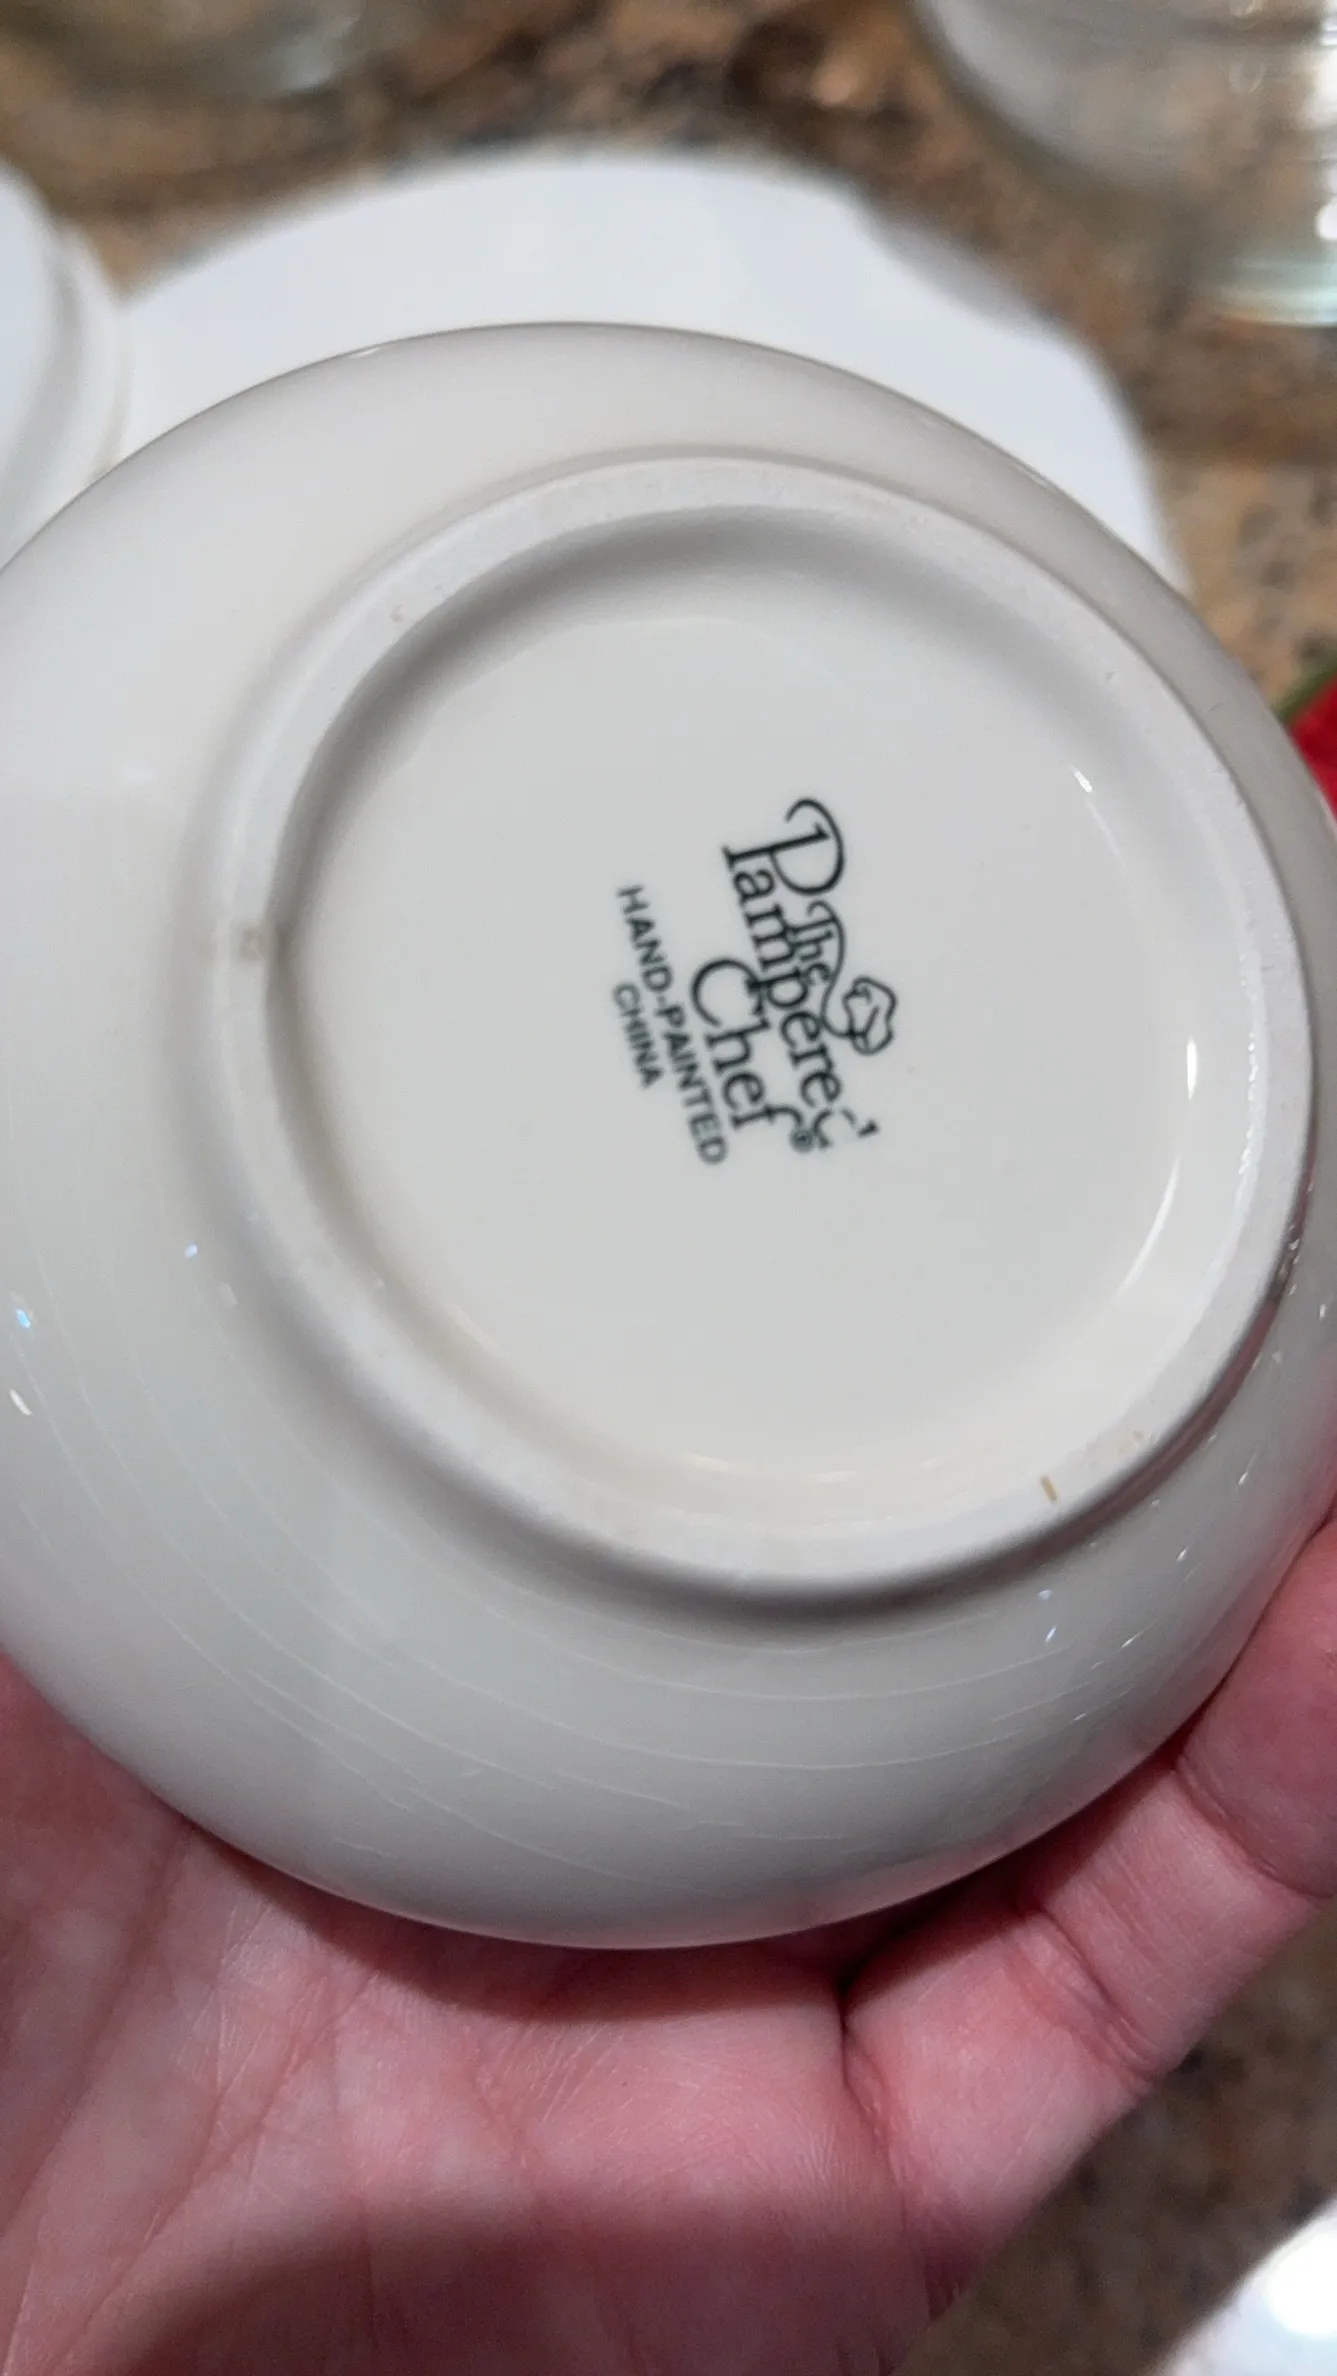 The
Pampered
Chef®
HAND-PAINTED
CHINA